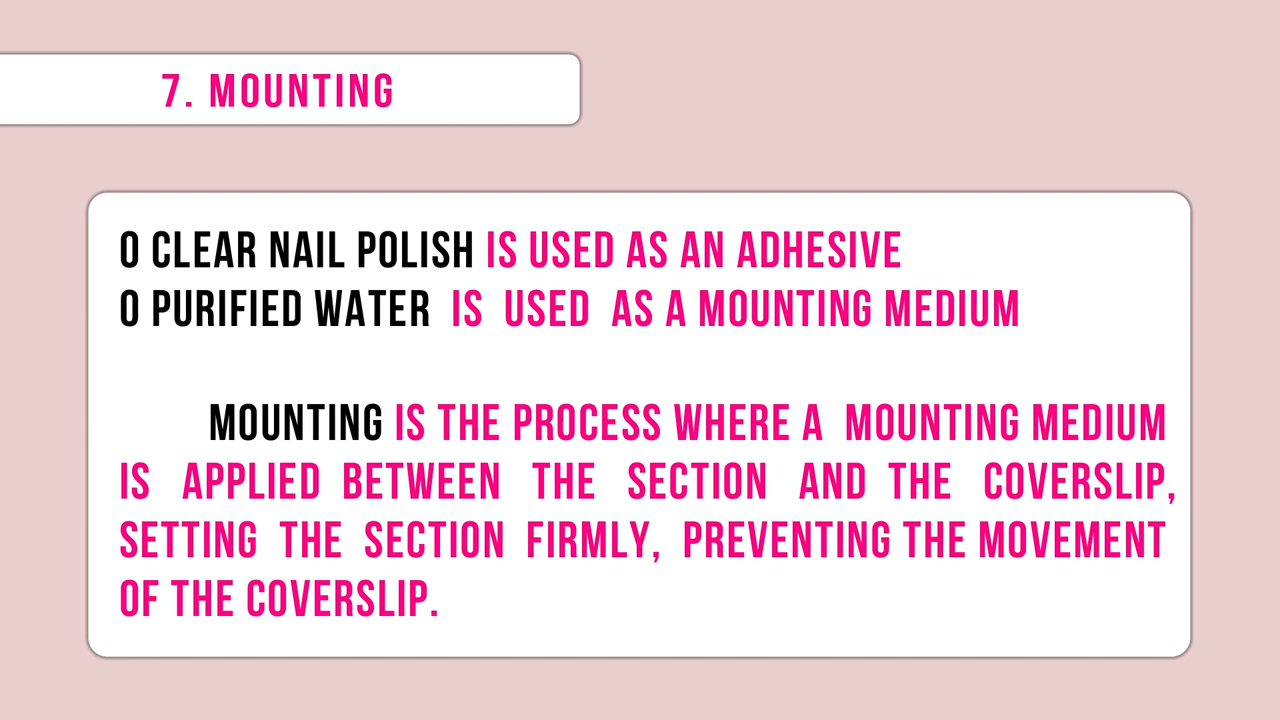 7. MOUNTING
O CLEAR NAIL POLISH IS USED AS AN ADHESIVE
O PURIFIED WATER IS USED AS A MOUNTING MEDIUM
MOUNTING IS THE PROCESS WHERE A MOUNTING MEDIUM
IS APPLIED BETWEEN THE SECTION AND THE COVERSLIP,
SETTING THE SECTION FIRMLY, PREVENTING THE MOVEMENT
OF THE COVERSLIP.